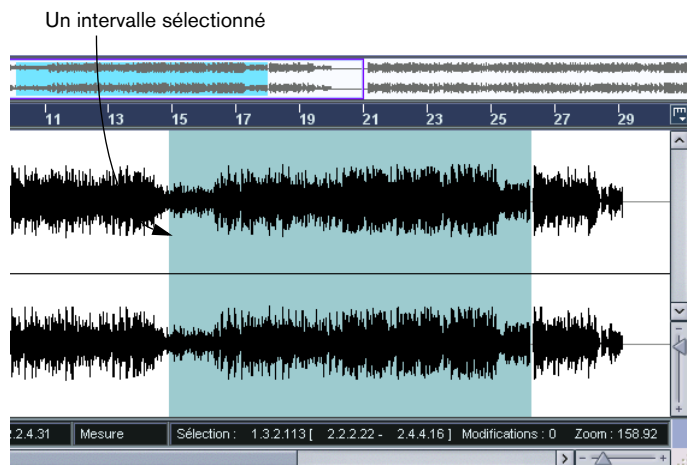 Un intervalle sélectionné
11 13 15 17 19 21 23 25 27 29
2.4.31 Mesure Sélection : 1.3.2.113 [ 2.2.2.22 - 2.4.4.16 ] Modifications : 0 Zoom : 158.92